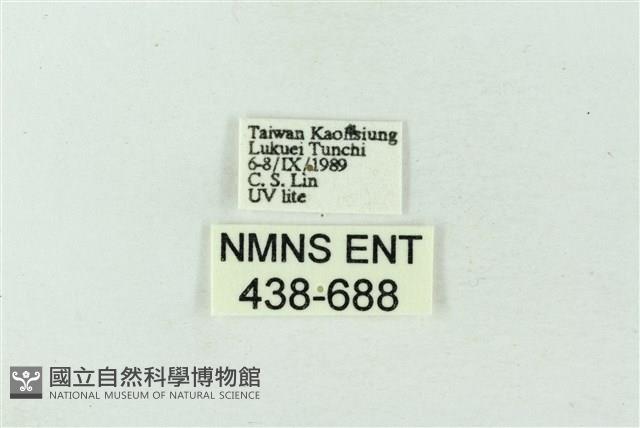 Taiwan Kaohsiung
Lukuei Tunchi
6-8/IX/1989
C. S. Lin
UV lite
NMNS ENT
438-688
國立自然科學博物館
NATIONAL MUSEUM OF NATURAL SCIENCE